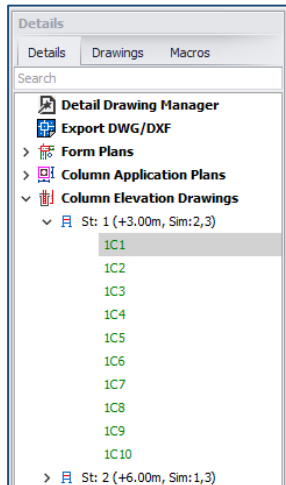 Details
Details Drawings Macros
Search
Detail Drawing Manager
Export DWG/DXF
Form Plans
Column Application Plans
Column Elevation Drawings
St: 1 (+3.00m, Sim:2,3)
1C1
1C2
1C3
1C4
1C5
1C6
1C7
1C8
1C9
1C10
St: 2 (+6.00m, Sim:1,3)